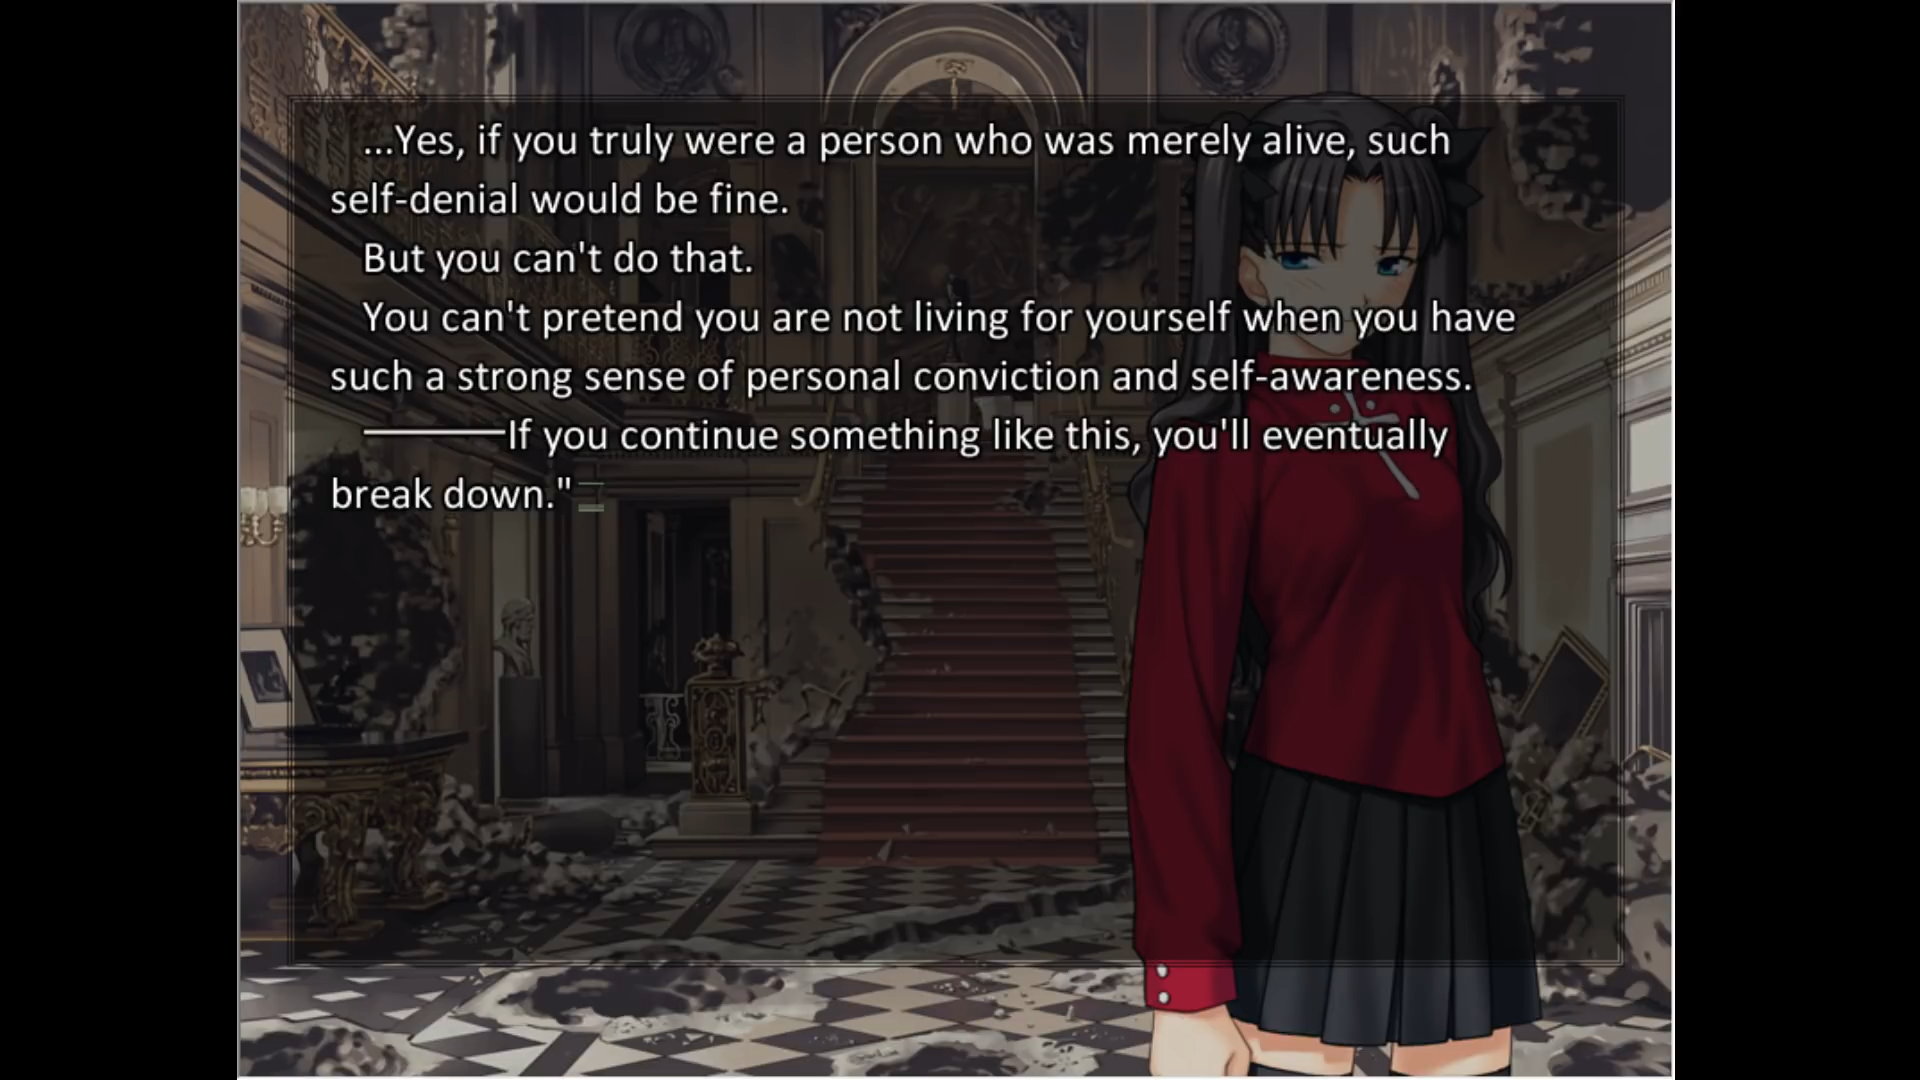 ...Yes, if you truly were a person who was merely alive, such
self-denial would be fine.
But you can't do that.
You can't pretend you are not living for yourself when you have
such a strong sense of personal conviction and self-awareness.
―――――If you continue something like this, you'll eventually
break down."